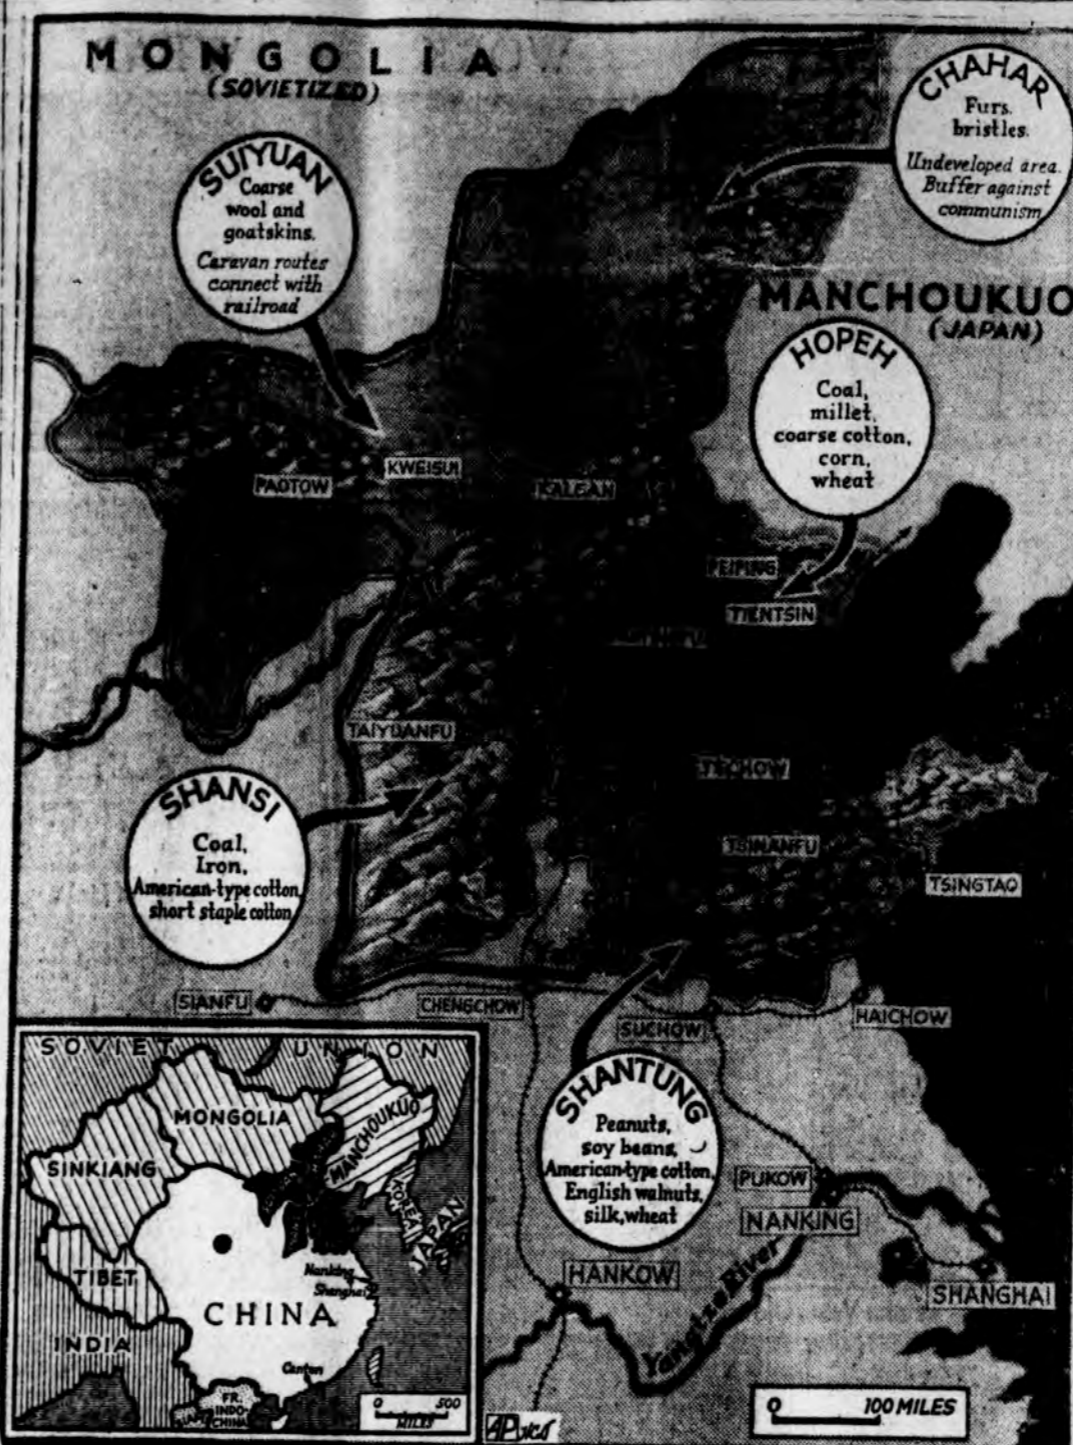 MONGOLIA
(SOVIETIZED)
CHAHAR
Furs,
bristles.
Undeveloped area.
Buffer against
communism
SUIYUAN
Coarse
wool and
goatskins.
Caravan routes
connect with
railroad
MANCHOUKUO
(JAPAN)
HOPEH
Coal,
millet,
coarse cotton,
corn,
wheat
KWEISUI
PAOTOW
KALGAN
PEIPING
TIENTSIN
TAIYUANFU
SHANSI
Coal,
Iron,
American-type cotton,
short staple cotton
TSINANFU
TSINGTAO
SIANFU
CHENGCHOW
SUCHOW
HAICHOW
SHANTUNG
Peanuts,
soy beans,
American-type cotton,
English walnuts,
silk, wheat
PUKOW
NANKING
HANKOW
Yangtze River
SHANGHAI
0 100 MILES
SOVIET UNION
MONGOLIA
MANCHOUKUO
SINKIANG
KOREA
JAPAN
TIBET
Nanking
Shanghai
CHINA
INDIA
Canton
FR.
INDO-
CHINA
SIAM
0 500
MILES
AP